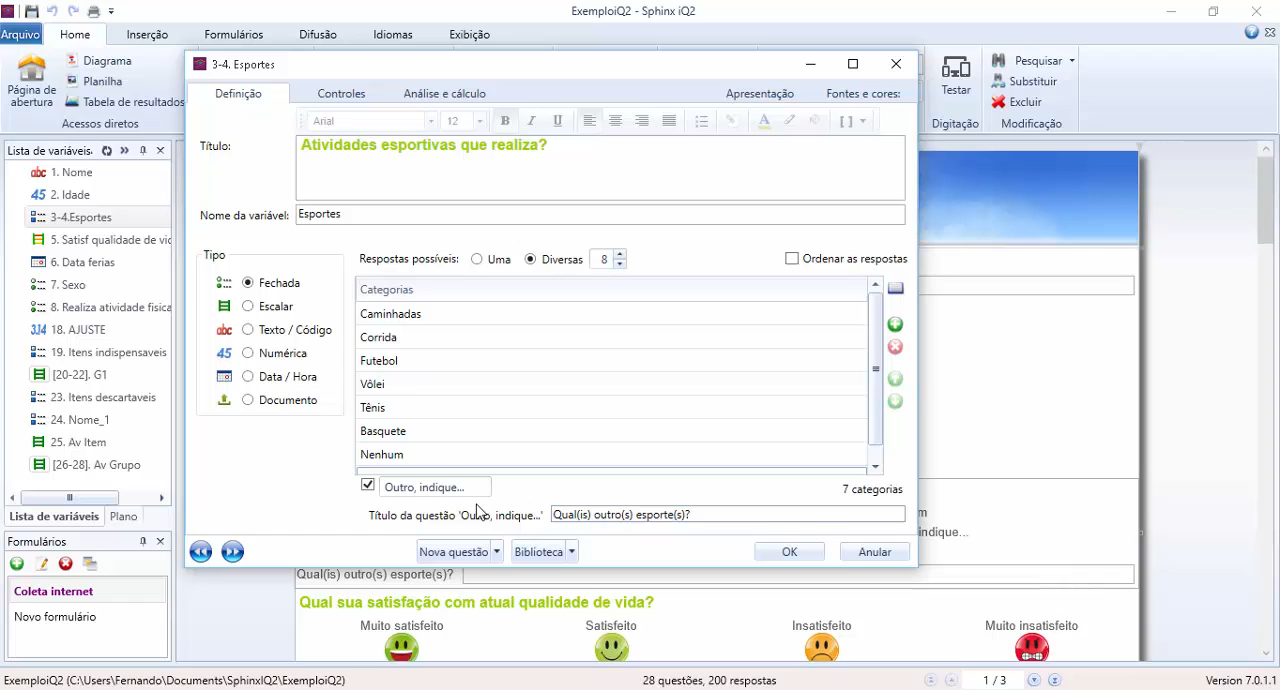 ExemploiQ2 - Sphinx iQ2
Arquivo Home Inserção Formulários Difusão Idiomas Exibição
Página de abertura
Diagrama
Planilha
Tabela de resultados
Acessos diretos
Testar
Digitação
Pesquisar
Substituir
Excluir
Modificação
3-4. Esportes
Definição Controles Análise e cálculo Apresentação Fontes e cores:
Arial 12 B I U A [ ]
Título:
Atividades esportivas que realiza?
Nome da variável: Esportes
Tipo
Fechada
Escalar
abc Texto / Código
45 Numérica
Data / Hora
Documento
Respostas possíveis: Uma Diversas 8 Ordenar as respostas
Categorias
Caminhadas
Corrida
Futebol
Vôlei
Tênis
Basquete
Nenhum
Outro, indique...
7 categorias
Título da questão 'Outro, indique...' Qual(is) outro(s) esporte(s)?
Nova questão Biblioteca OK Anular
Lista de variáveis
abc 1. Nome
45 2. Idade
3-4.Esportes
5. Satisf qualidade de vid
6. Data ferias
7. Sexo
8. Realiza atividade fisica
3,14 18. AJUSTE
19. Itens indispensaveis
[20-22]. G1
23. Itens descartaveis
24. Nome_1
25. Av Item
[26-28]. Av Grupo
Lista de variáveis Plano
Formulários
Coleta internet
Novo formulário
indique...
Qual(is) outro(s) esporte(s)?
Qual sua satisfação com atual qualidade de vida?
Muito satisfeito Satisfeito Insatisfeito Muito insatisfeito
ExemploiQ2 (C:\Users\Fernando\Documents\SphinxIQ2\ExemploiQ2) 28 questões, 200 respostas 1 / 3 Version 7.0.1.1